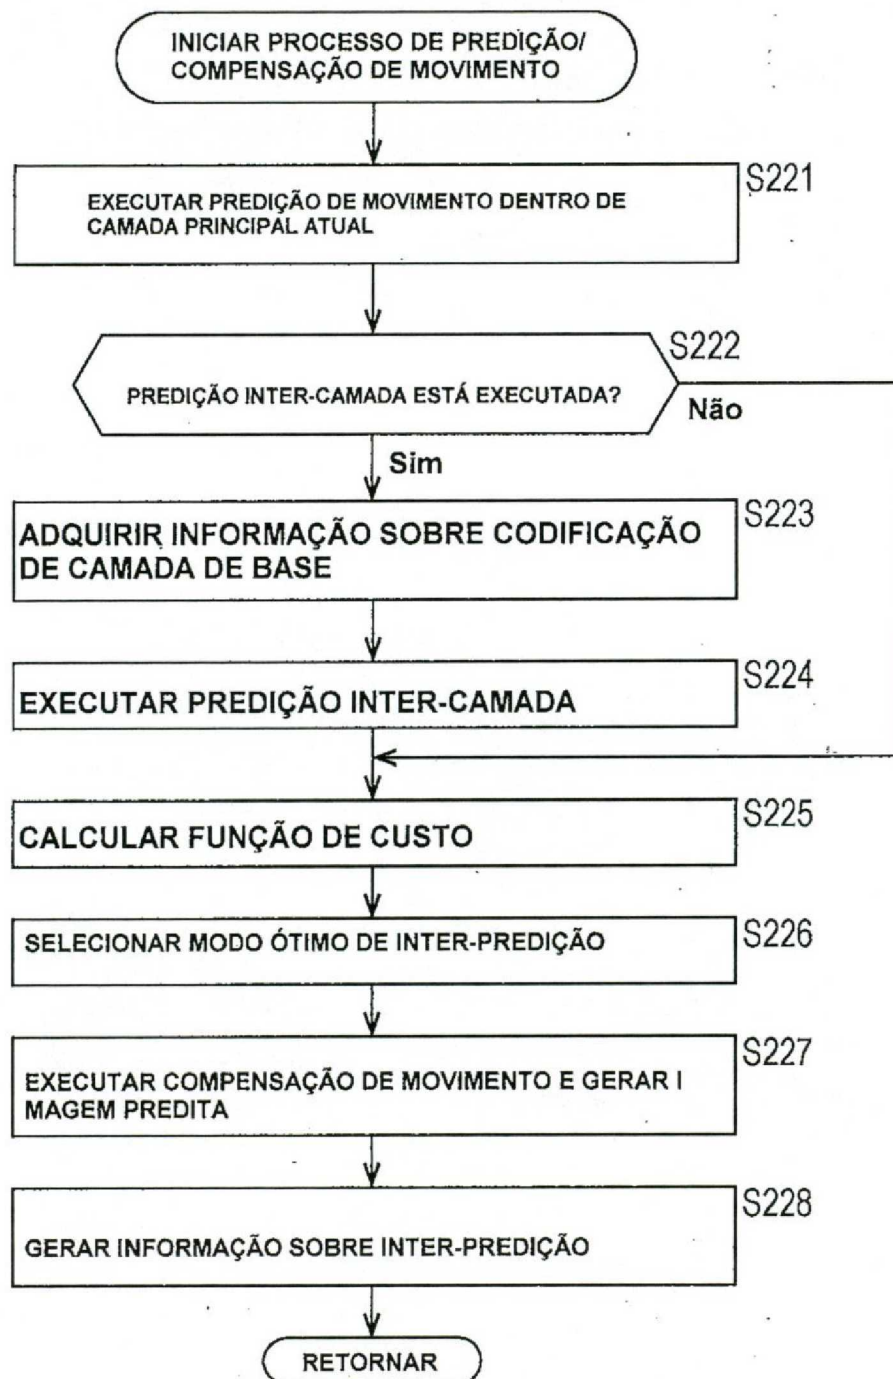 INICIAR PROCESSO DE PREDIÇÃO/
COMPENSAÇÃO DE MOVIMENTO
S221
EXECUTAR PREDIÇÃO DE MOVIMENTO DENTRO DE
CAMADA PRINCIPAL ATUAL
S222
PREDIÇÃO INTER-CAMADA ESTÁ EXECUTADA?
Não
Sim
S223
ADQUIRIR INFORMAÇÃO SOBRE CODIFICAÇÃO
DE CAMADA DE BASE
S224
EXECUTAR PREDIÇÃO INTER-CAMADA
S225
CALCULAR FUNÇÃO DE CUSTO
S226
SELECIONAR MODO ÓTIMO DE INTER-PREDIÇÃO
S227
EXECUTAR COMPENSAÇÃO DE MOVIMENTO E GERAR I
MAGEM PREDITA
S228
GERAR INFORMAÇÃO SOBRE INTER-PREDIÇÃO
RETORNAR